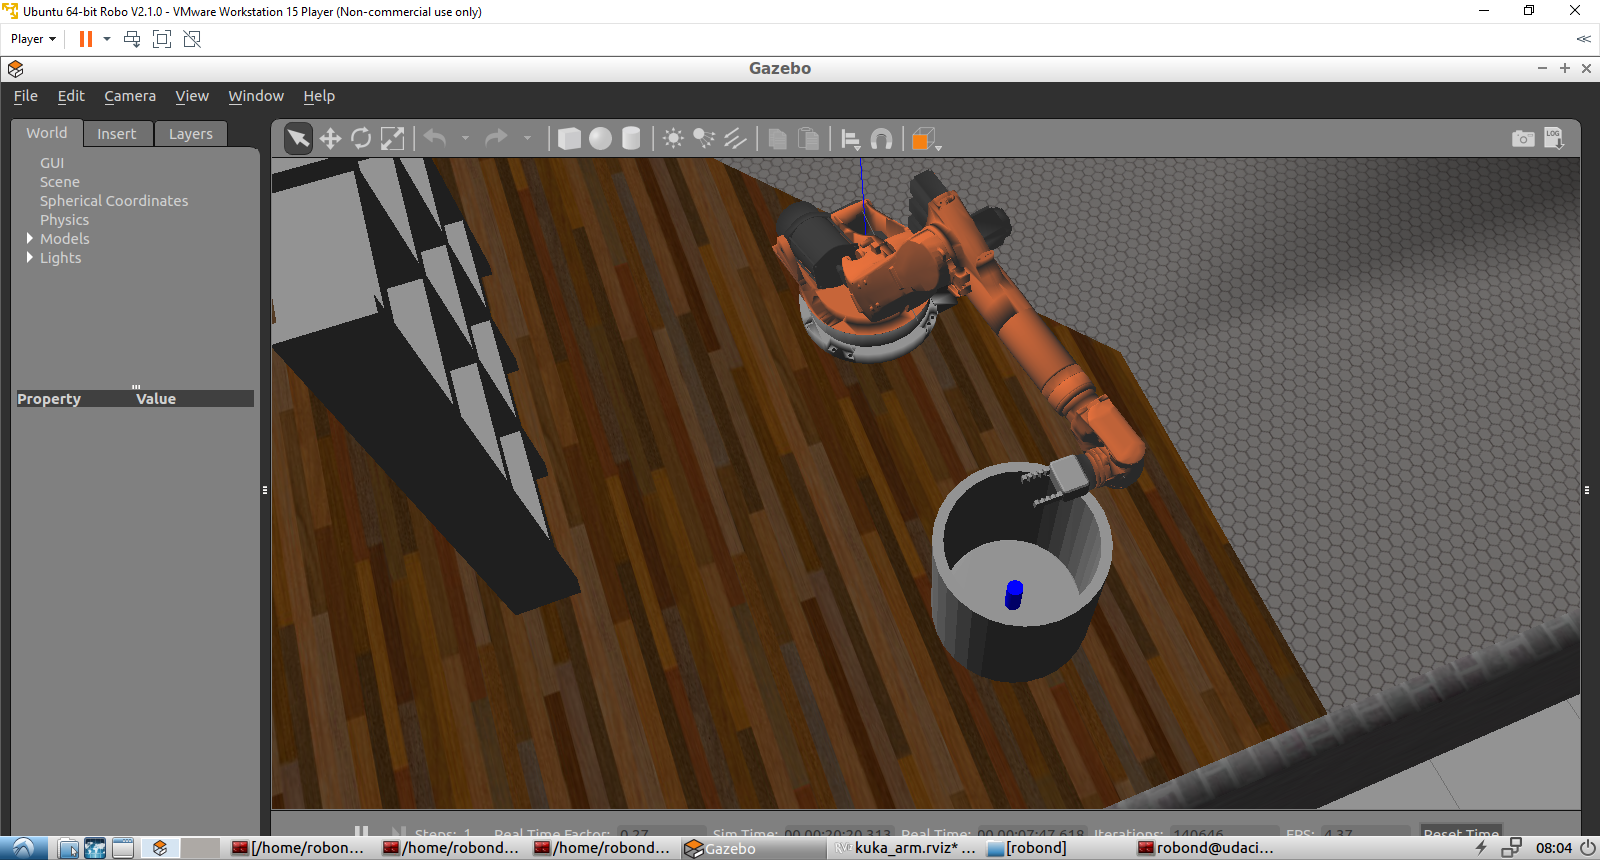 Ubuntu 64-bit Robo V2.1.0 - VMware Workstation 15 Player (Non-commercial use only)
Player
Gazebo
File Edit Camera View Window Help
World Insert Layers
LOG
GUI
Scene
Spherical Coordinates
Physics
Models
Lights
Property Value
Steps: 1 Real Time Factor: 0.27 Sim Time: 00 00:20:20.313 Real Time: 00 00:07:47.618 Iterations: 140646 FPS: 4.37 Reset Time
[/home/robon... /home/robond... /home/robond... Gazebo kuka_arm.rviz* ... [robond] robond@udaci... 08:04